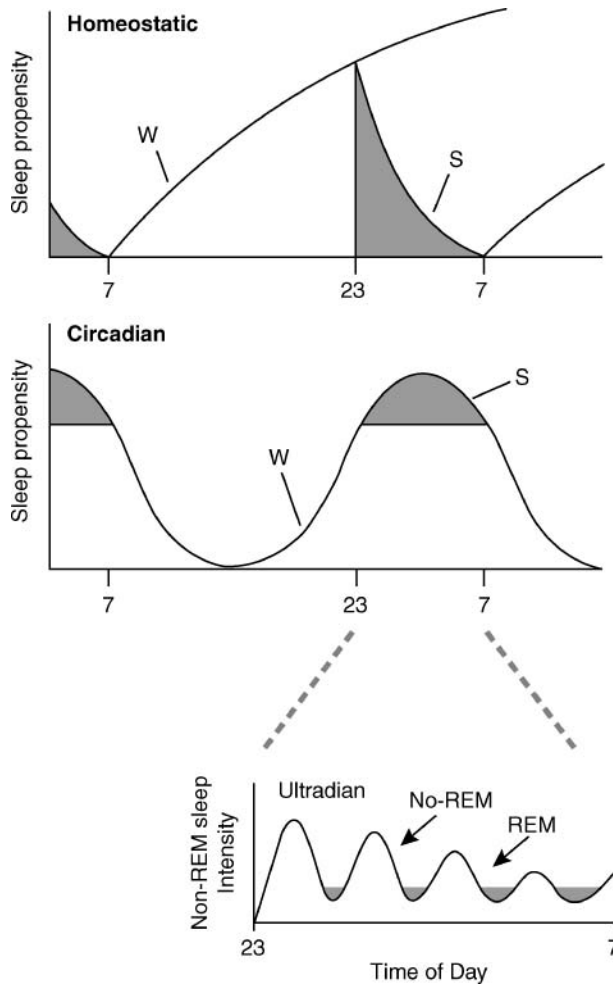 Homeostatic
Sleep propensity
W
S
7
23
7
Circadian
Sleep propensity
S
W
7
23
7
Ultradian
No-REM
REM
Non-REM sleep
Intensity
23
7
Time of Day